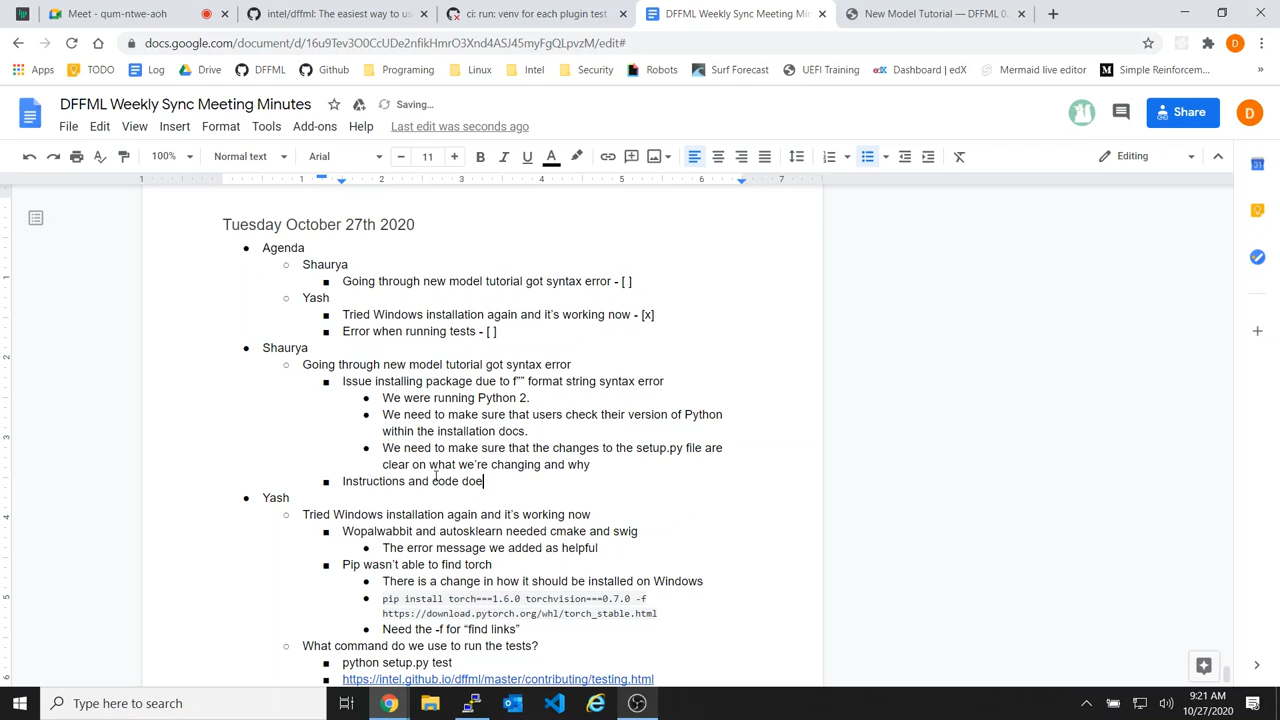 Meet - qum-ntwe-aoh
intel/dffml: The easiest way to us
ci: run: venv for each plugin test
DFFML Weekly Sync Meeting Min
New Model Tutorial — DFFML 0.
docs.google.com/document/d/16u9Tev3O0CcUDe2nfikHmrO3Xnd4ASJ45myFgQLpvzM/edit#
D
Apps TODO Log Drive DFFML Github Programing Linux Intel Security Robots Surf Forecast UEFI Training Dashboard | edX Mermaid live editor Simple Reinforcem...
DFFML Weekly Sync Meeting Minutes Saving...
Share
D
File Edit View Insert Format Tools Add-ons Help Last edit was seconds ago
100% Normal text Arial 11 B I U A Editing
1 1 2 3 4 5 6 7
Tuesday October 27th 2020
● Agenda
○ Shaurya
■ Going through new model tutorial got syntax error - [ ]
○ Yash
■ Tried Windows installation again and it's working now - [x]
■ Error when running tests - [ ]
● Shaurya
○ Going through new model tutorial got syntax error
■ Issue installing package due to f"" format string syntax error
● We were running Python 2.
● We need to make sure that users check their version of Python
within the installation docs.
● We need to make sure that the changes to the setup.py file are
clear on what we're changing and why
■ Instructions and code doe
● Yash
○ Tried Windows installation again and it's working now
■ Wopalwabbit and autosklearn needed cmake and swig
● The error message we added as helpful
■ Pip wasn't able to find torch
● There is a change in how it should be installed on Windows
● pip install torch===1.6.0 torchvision===0.7.0 -f
https://download.pytorch.org/whl/torch_stable.html
● Need the -f for "find links"
○ What command do we use to run the tests?
■ python setup.py test
■ https://intel.github.io/dffml/master/contributing/testing.html
Type here to search
9:21 AM
10/27/2020